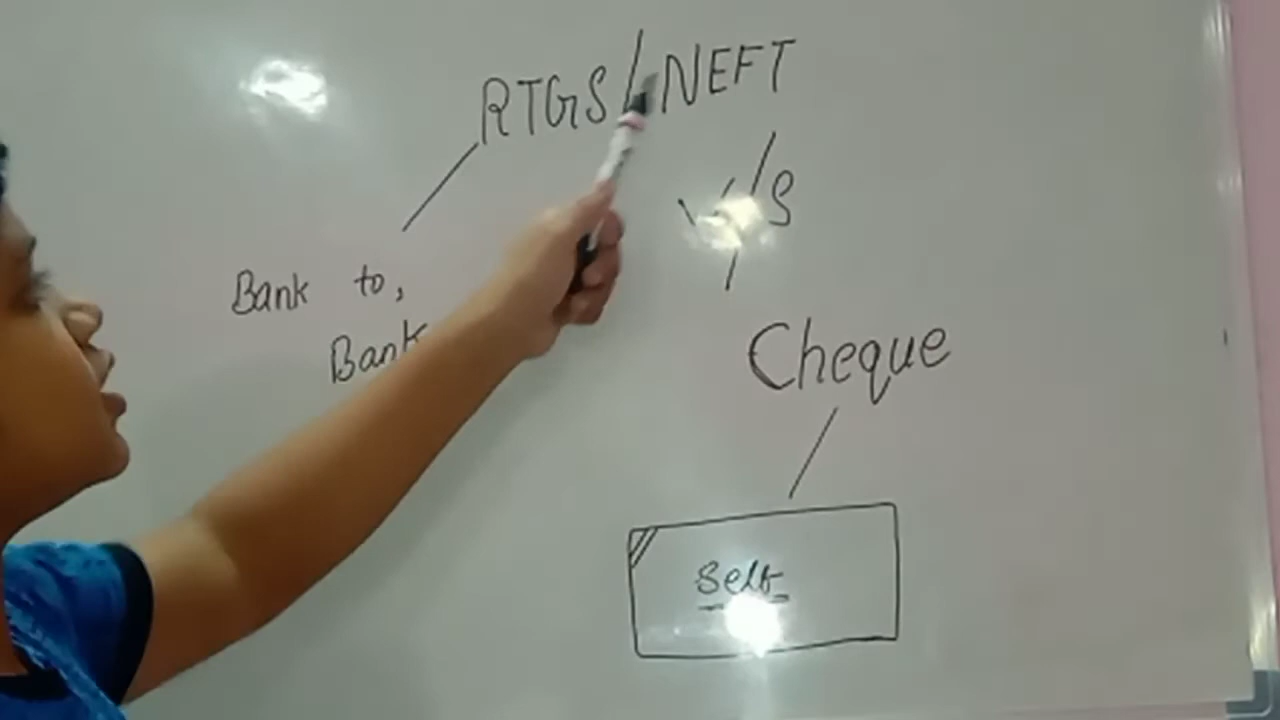 RTGS/NEFT
V/S
Bank to,
Bank
Cheque
Self